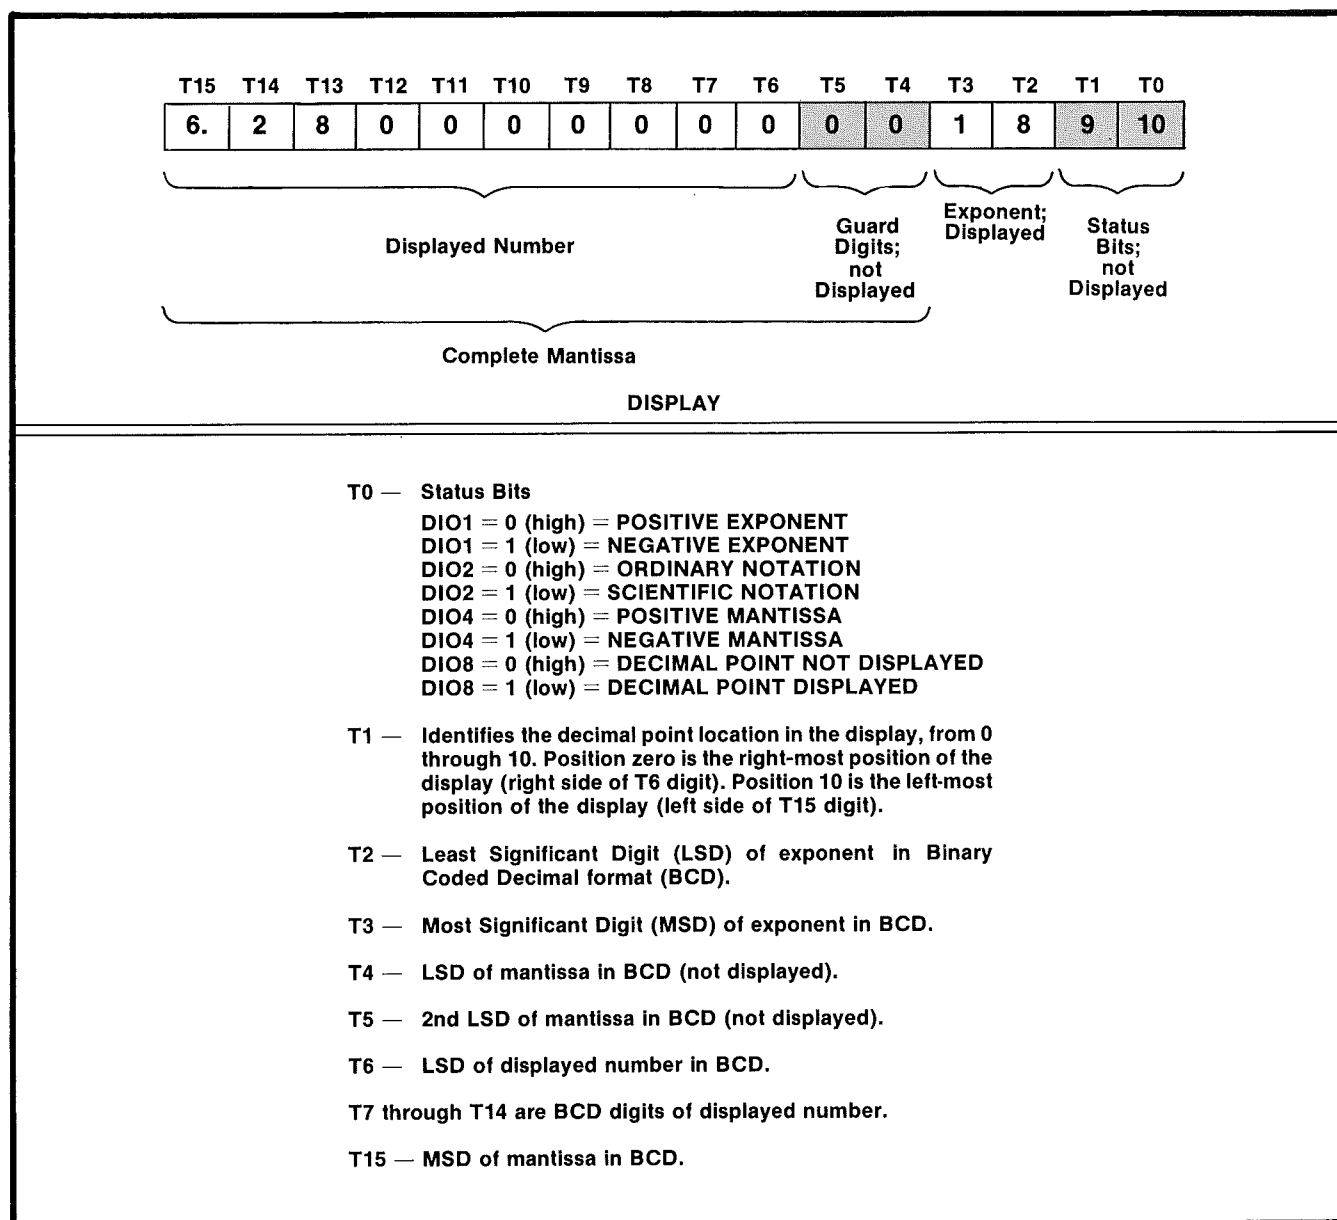 T15 T14 T13 T12 T11 T10 T9 T8 T7 T6 T5 T4 T3 T2 T1 T0
6. 2 8 0 0 0 0 0 0 0 0 0 1 8 9 10
Displayed Number
Guard
Digits;
not
Displayed
Exponent;
Displayed
Status
Bits;
not
Displayed
Complete Mantissa
DISPLAY
T0 — Status Bits
DIO1 = 0 (high) = POSITIVE EXPONENT
DIO1 = 1 (low) = NEGATIVE EXPONENT
DIO2 = 0 (high) = ORDINARY NOTATION
DIO2 = 1 (low) = SCIENTIFIC NOTATION
DIO4 = 0 (high) = POSITIVE MANTISSA
DIO4 = 1 (low) = NEGATIVE MANTISSA
DIO8 = 0 (high) = DECIMAL POINT NOT DISPLAYED
DIO8 = 1 (low) = DECIMAL POINT DISPLAYED
T1 — Identifies the decimal point location in the display, from 0
through 10. Position zero is the right-most position of the
display (right side of T6 digit). Position 10 is the left-most
position of the display (left side of T15 digit).
T2 — Least Significant Digit (LSD) of exponent in Binary
Coded Decimal format (BCD).
T3 — Most Significant Digit (MSD) of exponent in BCD.
T4 — LSD of mantissa in BCD (not displayed).
T5 — 2nd LSD of mantissa in BCD (not displayed).
T6 — LSD of displayed number in BCD.
T7 through T14 are BCD digits of displayed number.
T15 — MSD of mantissa in BCD.